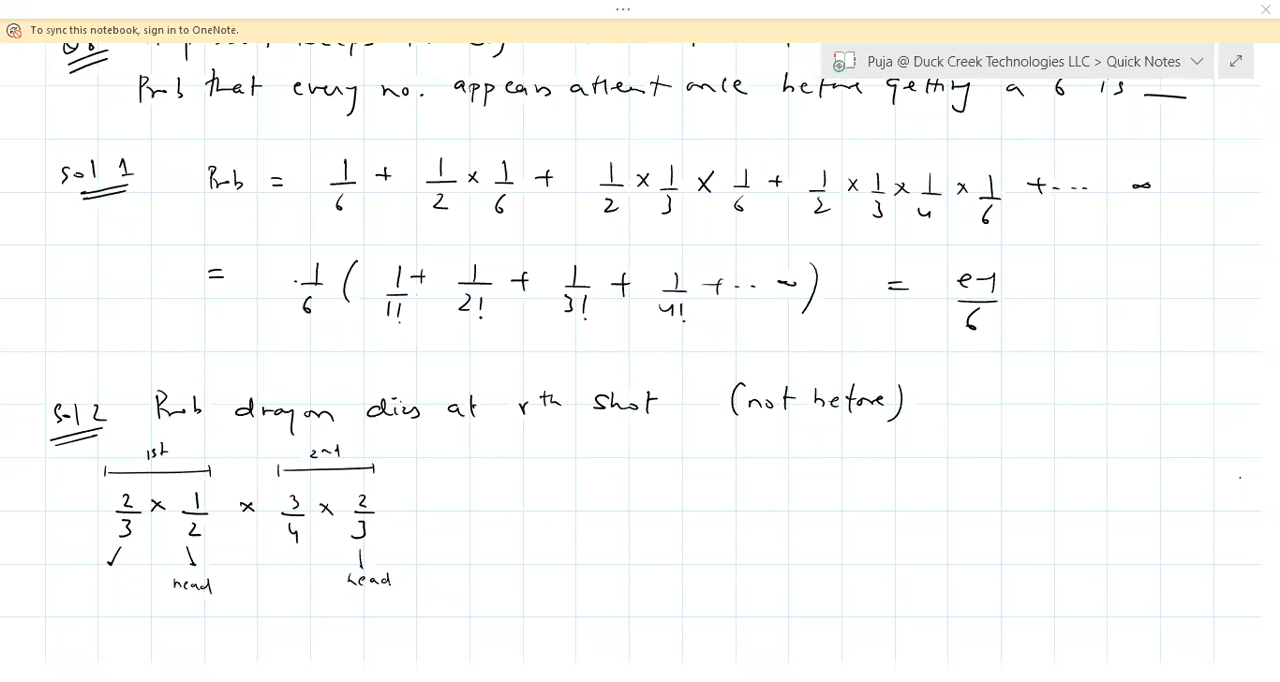 ...
To sync this notebook, sign in to OneNote.
Puja @ Duck Creek Technologies LLC > Quick Notes
Prob that every no. appears atleast once before getting a 6 is __
Sol 1 Prob = 1/6 + 1/2 × 1/6 + 1/2 × 1/3 × 1/6 + 1/2 × 1/3 × 1/4 × 1/6 + --- ∞
= 1/6 ( 1/1! + 1/2! + 1/3! + 1/4! + .. ∞ ) = e-1/6
Sol 2 Prob dragon dies at rth shot (not before)
1st 2nd
2/3 × 1/2 × 3/4 × 2/3
head head